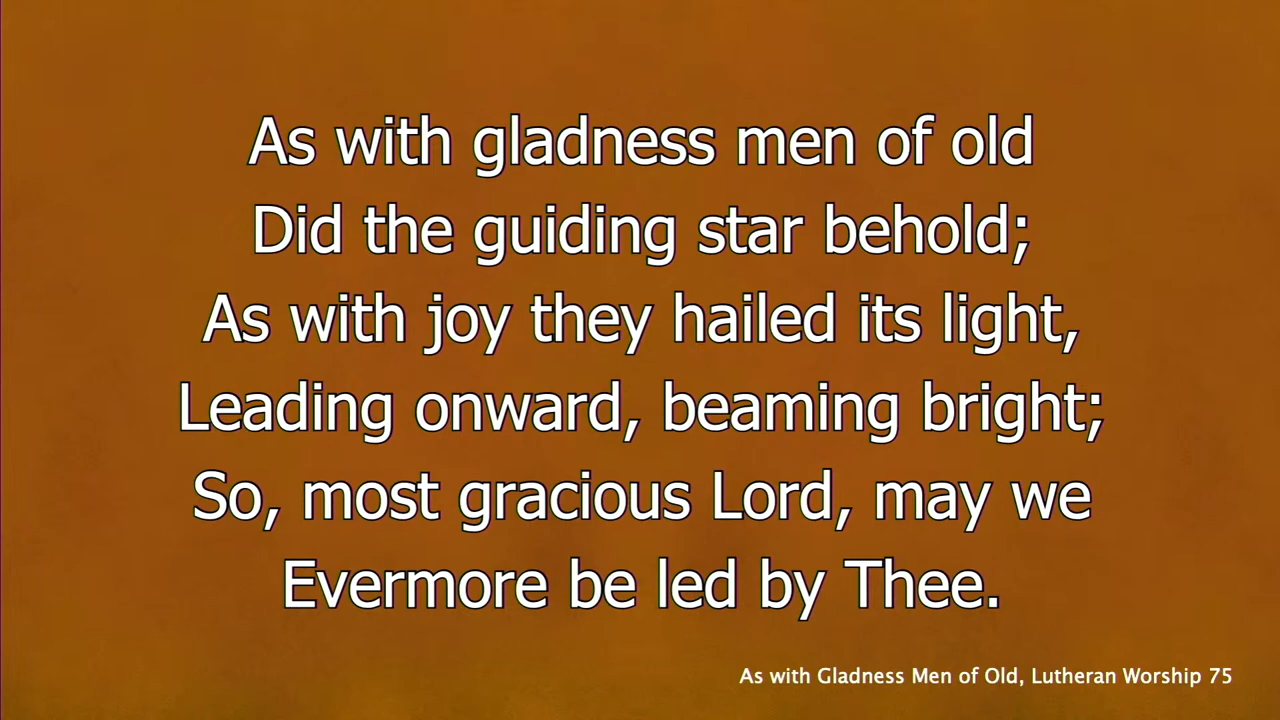 As with gladness men of old
Did the guiding star behold;
As with joy they hailed its light,
Leading onward, beaming bright;
So, most gracious Lord, may we
Evermore be led by Thee.
As with Gladness Men of Old, Lutheran Worship 75